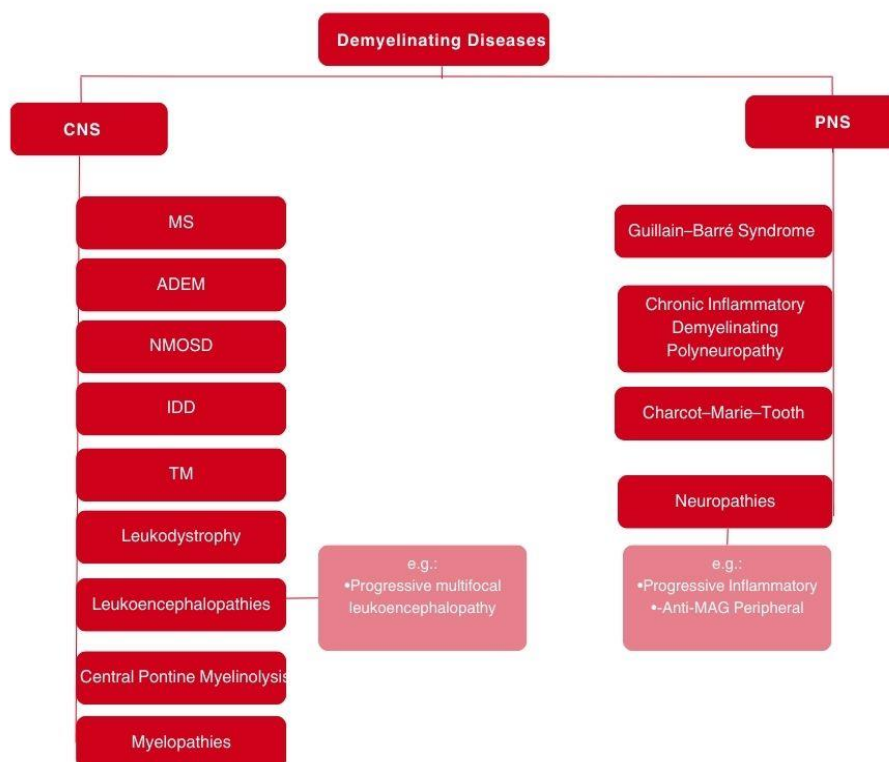 Demyelinating Diseases
CNS
PNS
MS
ADEM
NMOSD
IDD
TM
Leukodystrophy
Leukoencephalopathies
e.g.:
•Progressive multifocal
leukoencephalopathy
Central Pontine Myelinolysis
Myelopathies
Guillain–Barré Syndrome
Chronic Inflammatory
Demyelinating
Polyneuropathy
Charcot–Marie–Tooth
Neuropathies
e.g.:
•Progressive Inflammatory
•-Anti-MAG Peripheral